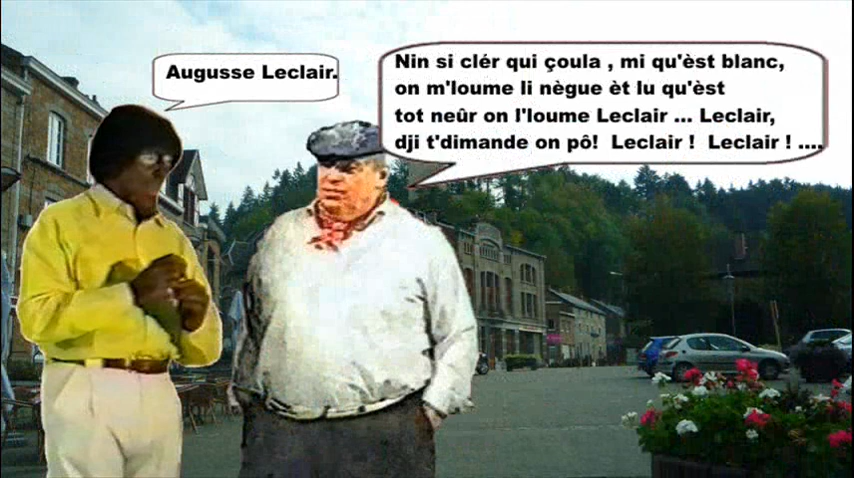 Augusse Leclair.
Nin si clér qui çoula , mi qu'èst blanc,
on m'loume li nègue èt lu qu'èst
tot neûr on l'loume Leclair ... Leclair,
dji t'dimande on pô! Leclair ! Leclair ! ....